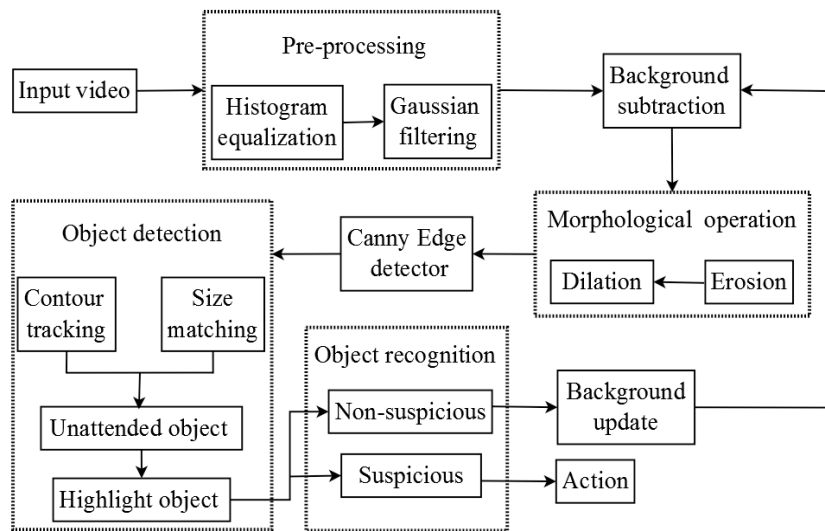 Pre-processing
Input video
Histogram
equalization
Gaussian
filtering
Background
subtraction
Morphological operation
Erosion
Dilation
Canny Edge
detector
Object detection
Contour
tracking
Size
matching
Unattended object
Highlight object
Object recognition
Non-suspicious
Suspicious
Background
update
Action